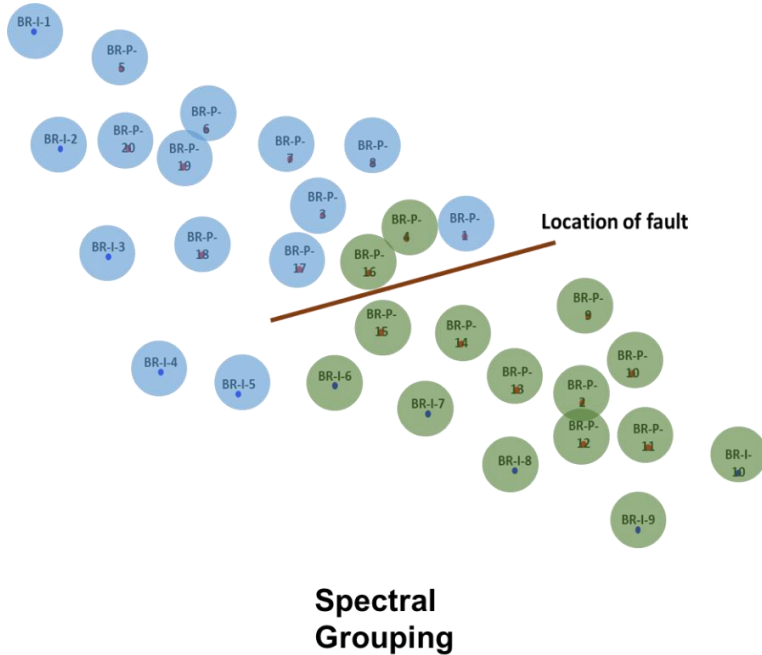 BR-I-1
BR-P-
5
BR-P-
6
BR-I-2
BR-P-
20
BR-P-
19
BR-P-
7
BR-P-
8
BR-P-
3
BR-P-
4
BR-P-
1
Location of fault
BR-I-3
BR-P-
18
BR-P-
17
BR-P-
16
BR-P-
9
BR-P-
15
BR-P-
14
BR-I-4
BR-I-5
BR-I-6
BR-P-
13
BR-P-
10
BR-I-7
BR-P-
2
BR-P-
12
BR-P-
11
BR-I-8
BR-I-
10
BR-I-9
Spectral
Grouping